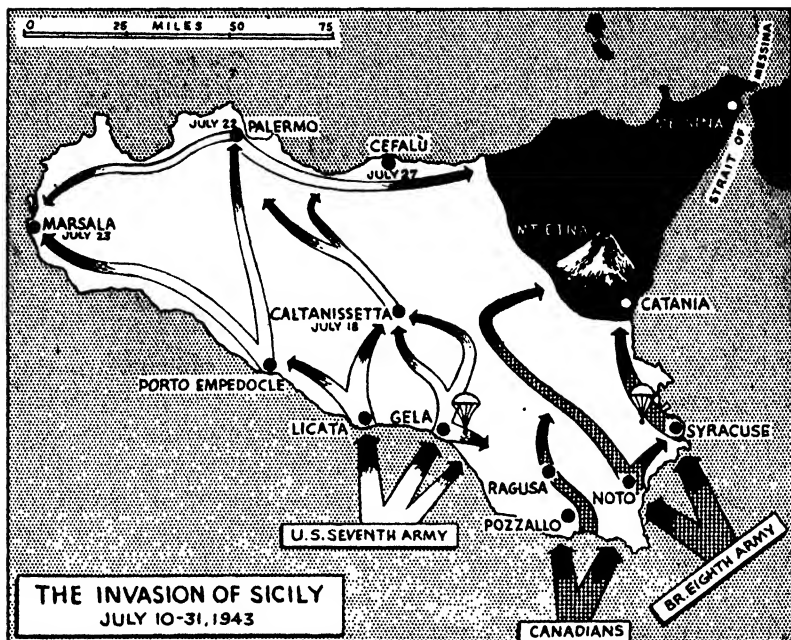 0 25 MILES 50 75
STRAIT OF MESSINA
JULY 22 PALERMO
CEFALÙ
JULY 27
MARSALA
JULY 23
MT ETNA
CATANIA
CALTANISSETTA
JULY 18
PORTO EMPEDOCLE
LICATA
GELA
SYRACUSE
RAGUSA
NOTO
POZZALLO
U.S. SEVENTH ARMY
BR. EIGHTH ARMY
CANADIANS
THE INVASION OF SICILY
JULY 10-31, 1943